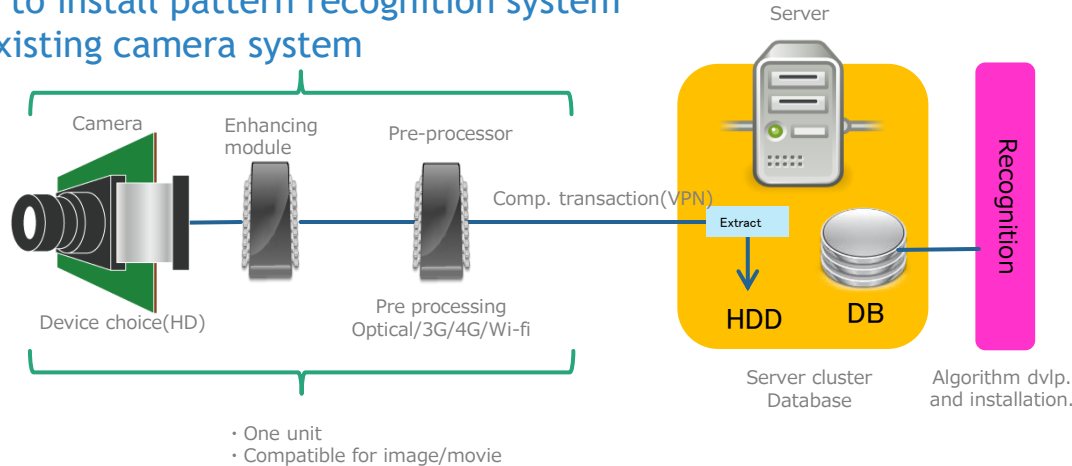 to install pattern recognition system
xisting camera system
Server
Camera
Enhancing
module
Pre-processor
Comp. transaction(VPN)
Extract
Recognition
Device choice(HD)
Pre processing
Optical/3G/4G/Wi-fi
HDD
DB
Server cluster
Database
Algorithm dvlp.
and installation.
・One unit
・Compatible for image/movie